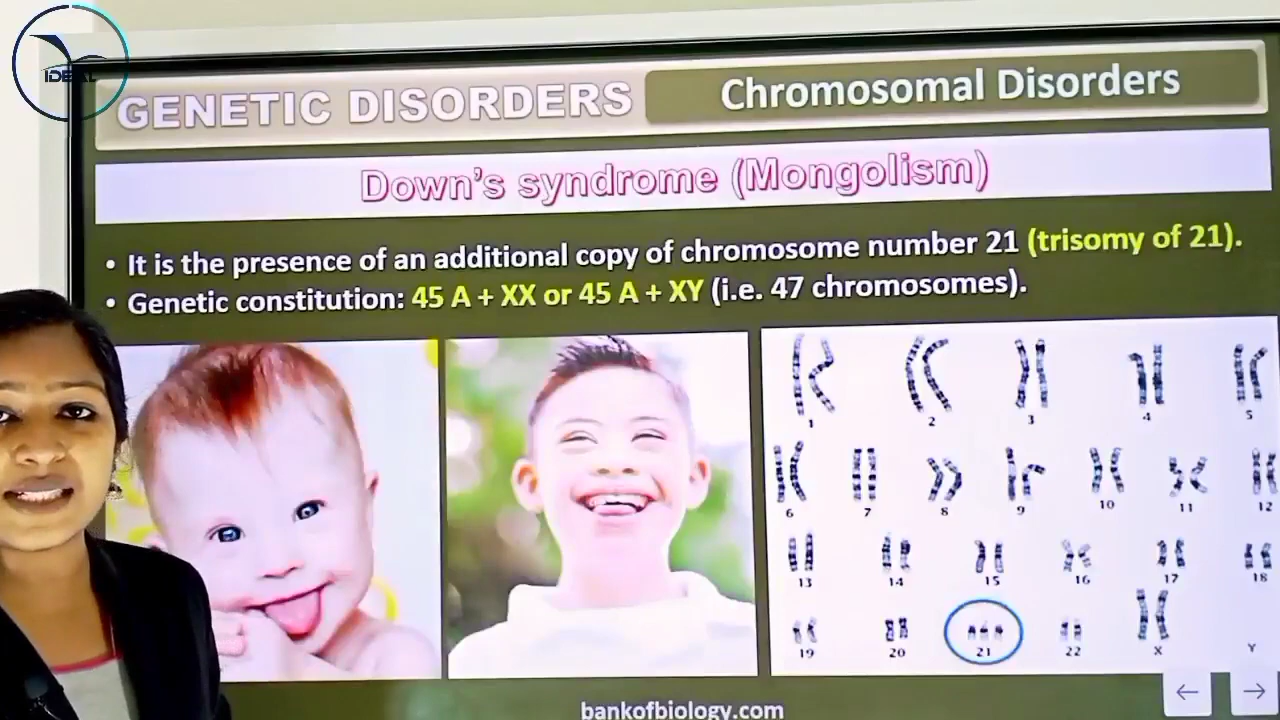 IDEAL
GENETIC DISORDERS
Chromosomal Disorders
Down's syndrome (Mongolism)
• It is the presence of an additional copy of chromosome number 21 (trisomy of 21).
• Genetic constitution: 45 A + XX or 45 A + XY (i.e. 47 chromosomes).
1 2 3 4 5
6 7 8 9 10 11 12
13 14 15 16 17 18
19 20 21 22 X Y
bankofbiology.com